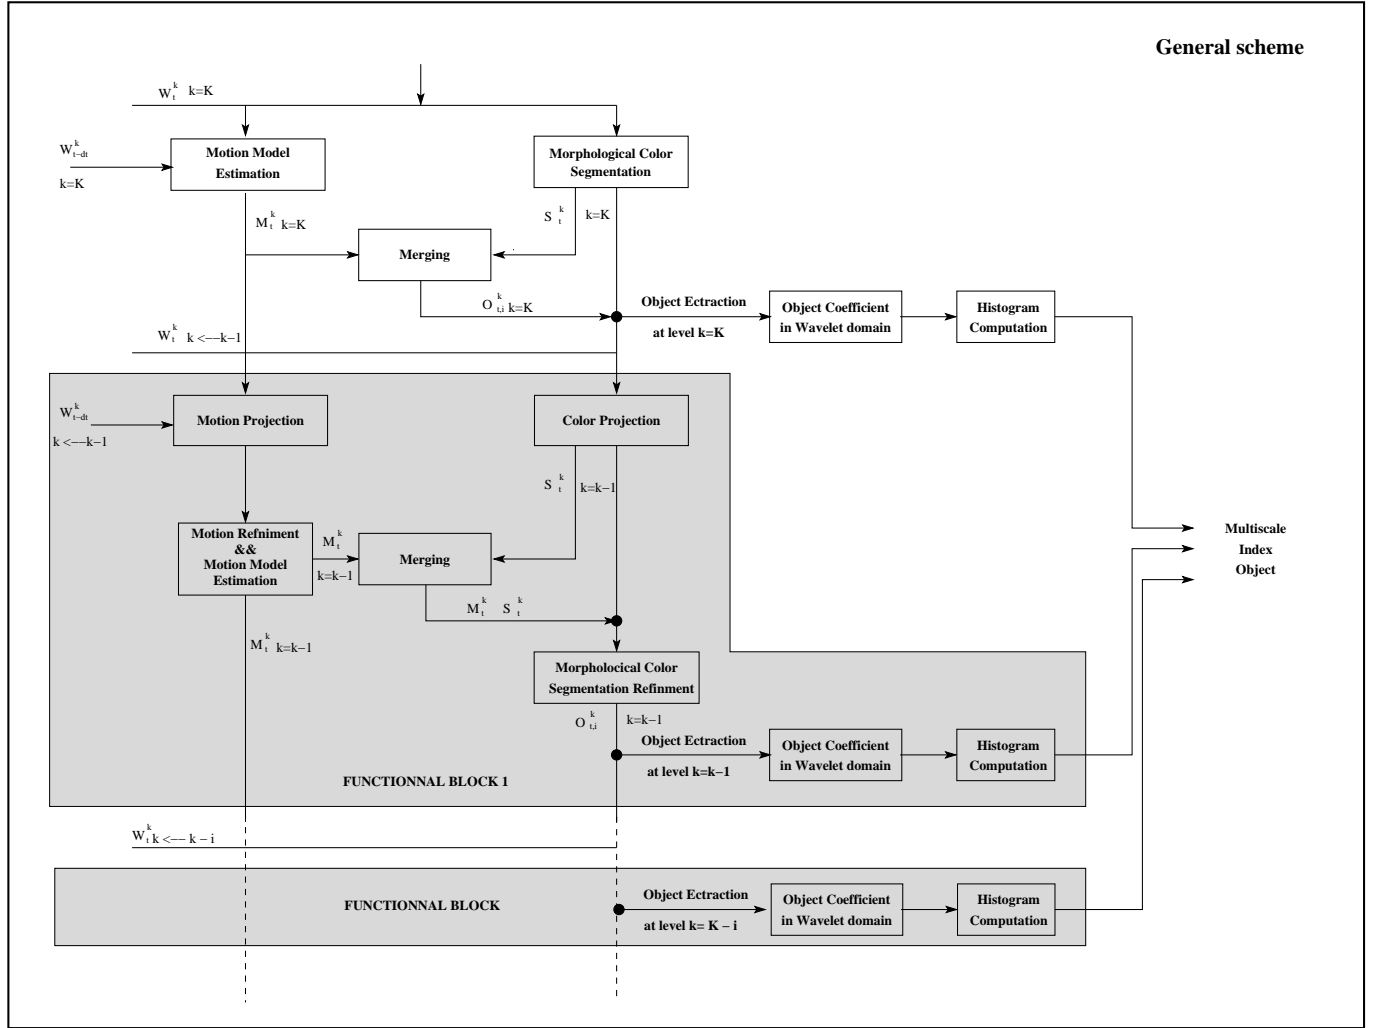 General scheme
W_t^k k=K
W_{t-dt}^k
k=K
Motion Model
Estimation
Morphological Color
Segmentation
M_t^k k=K
S_t^k k=K
Merging
O_{t,i}^k k=K
Object Ectraction
at level k=K
Object Coefficient
in Wavelet domain
Histogram
Computation
W_t^k k <−−k−1
W_{t-dt}^k
k <−−k−1
Motion Projection
Color Projection
S_t^k k=k−1
Motion Refniment
&&
Motion Model
Estimation
M_t^k
k=k−1
Merging
Multiscale
Index
Object
M_t^k S_t^k
M_t^k k=k−1
Morpholocical Color
Segmentation Refinment
O_{t,i}^k k=k−1
Object Ectraction
at level k=k−1
Object Coefficient
in Wavelet domain
Histogram
Computation
FUNCTIONNAL BLOCK 1
W_t^k k <−− k − i
FUNCTIONNAL BLOCK
Object Ectraction
at level k= K − i
Object Coefficient
in Wavelet domain
Histogram
Computation